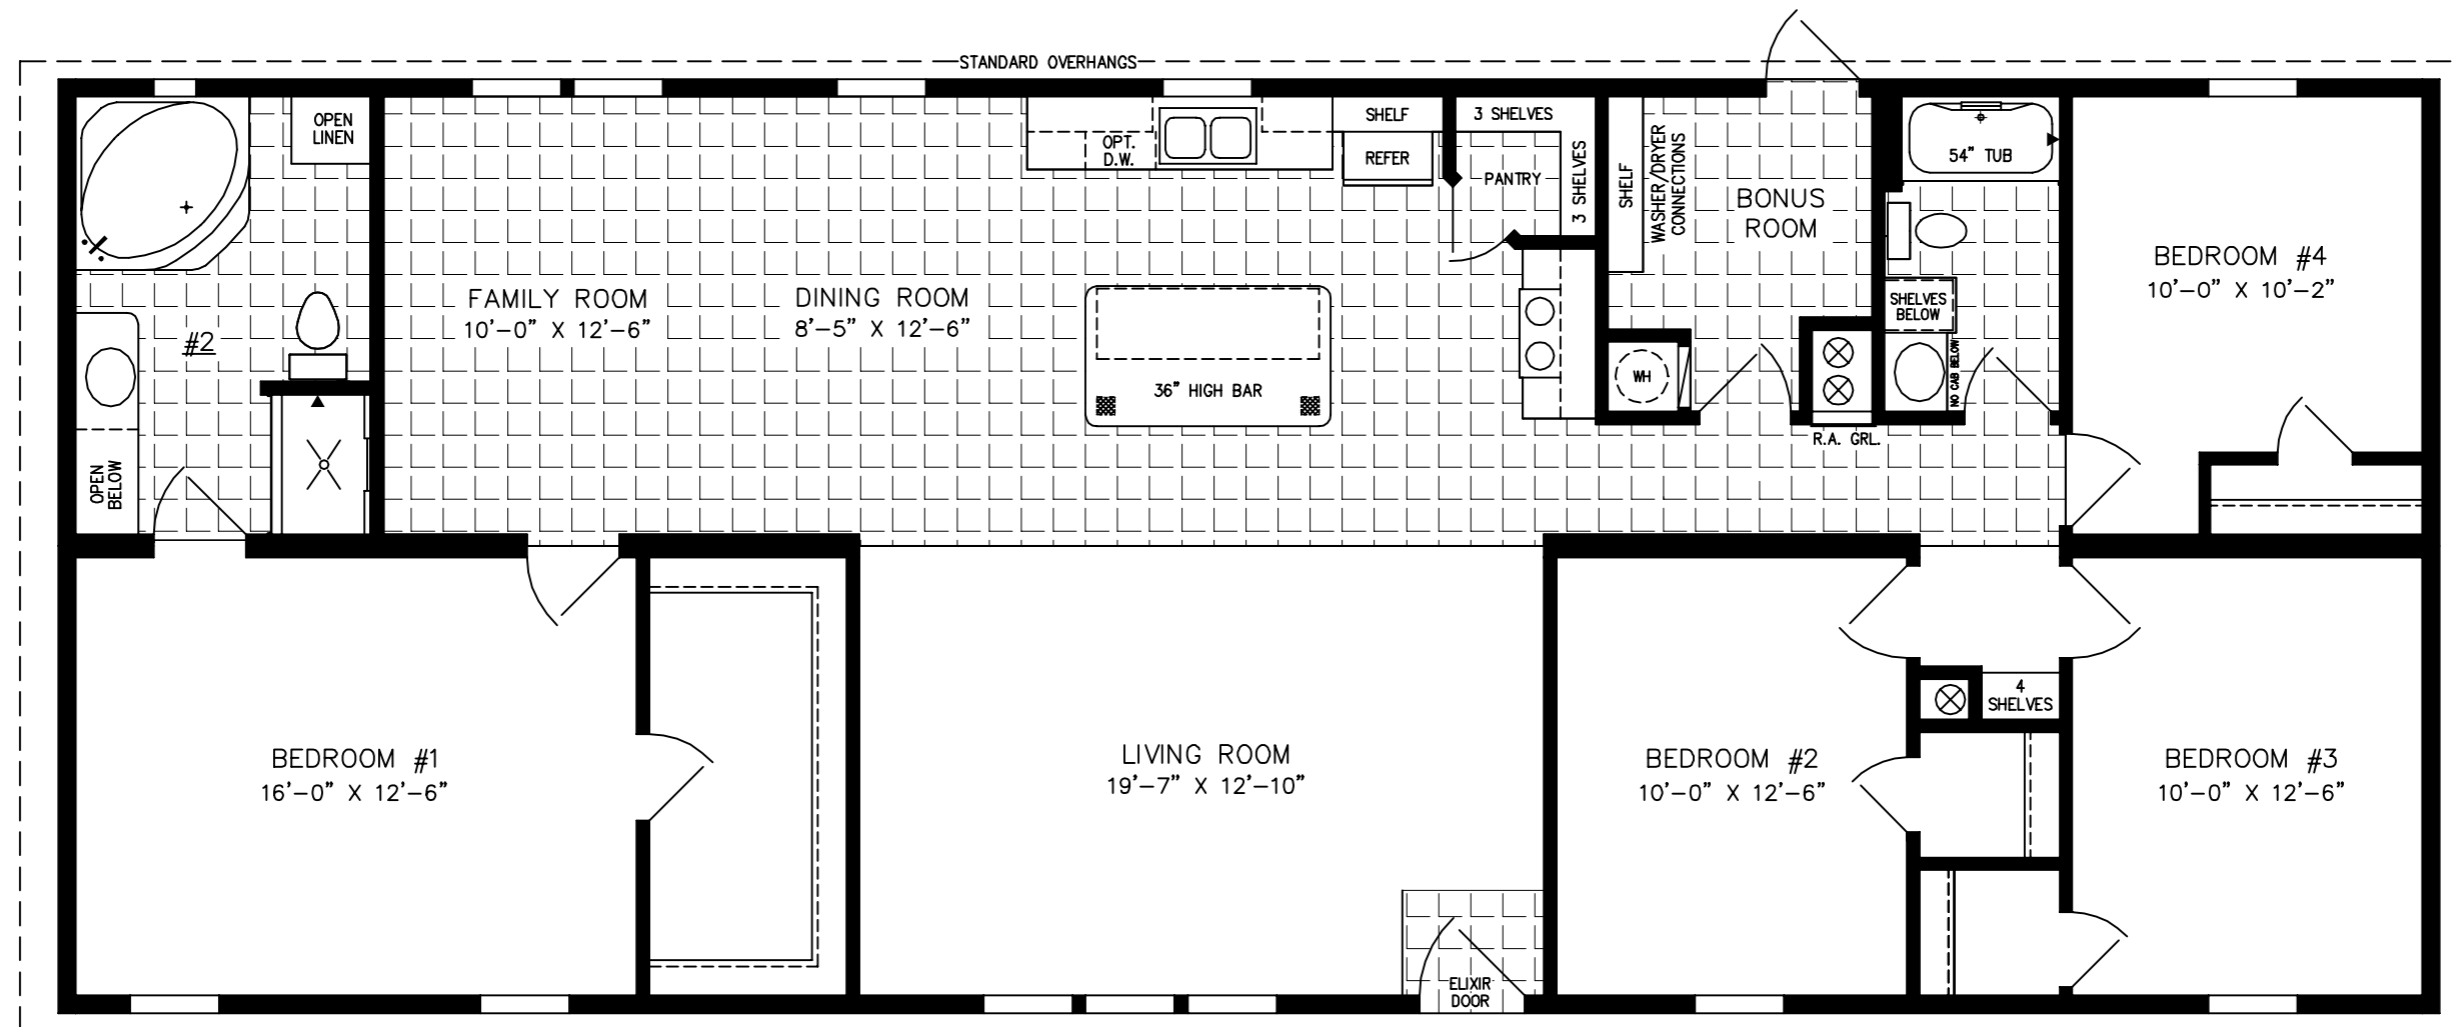 STANDARD OVERHANGS
OPEN
LINEN
#2
OPEN
BELOW
FAMILY ROOM
10'-0" X 12'-6"
DINING ROOM
8'-5" X 12'-6"
OPT.
D.W.
SHELF
REFER
3 SHELVES
3 SHELVES
PANTRY
36" HIGH BAR
SHELF
WASHER/DRYER
CONNECTIONS
BONUS
ROOM
WH
R.A. GRL.
54" TUB
SHELVES
BELOW
NO CAB BELOW
BEDROOM #4
10'-0" X 10'-2"
BEDROOM #1
16'-0" X 12'-6"
LIVING ROOM
19'-7" X 12'-10"
ELIXIR
DOOR
BEDROOM #2
10'-0" X 12'-6"
4
SHELVES
BEDROOM #3
10'-0" X 12'-6"